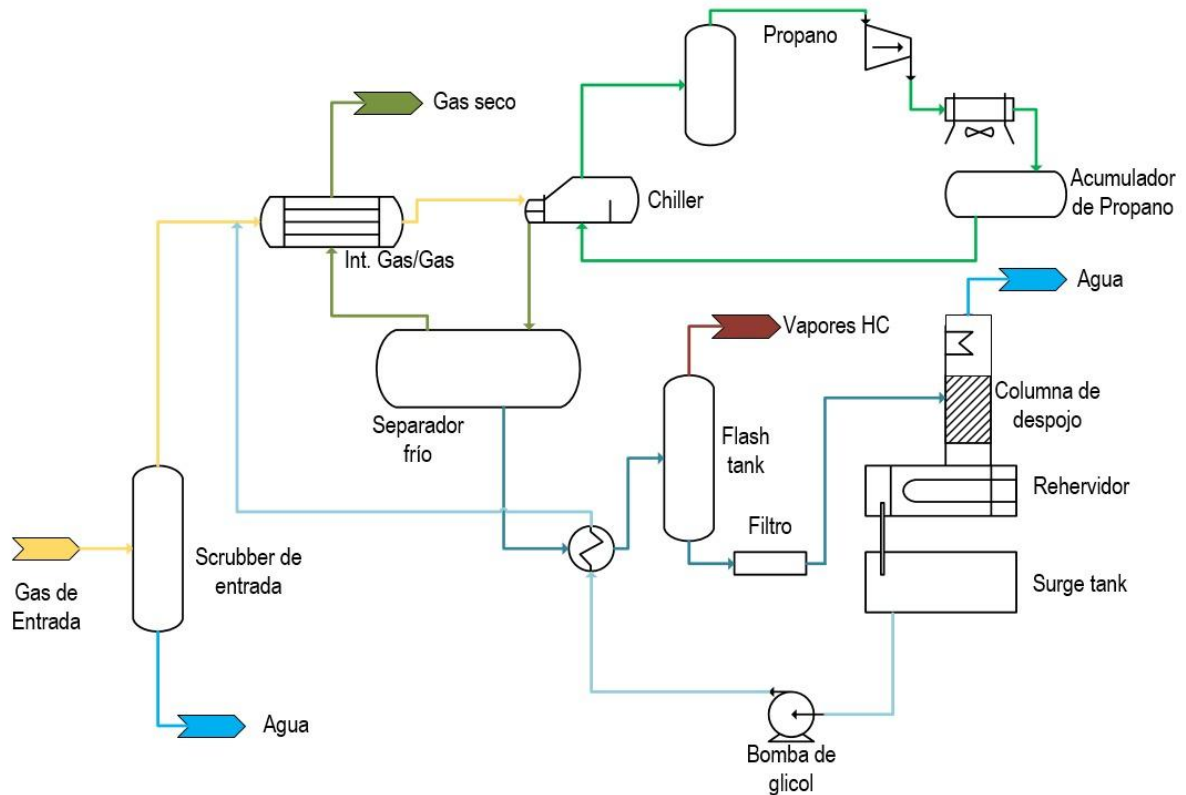 Propano
Gas seco
Chiller
Acumulador
de Propano
Int. Gas/Gas
Agua
Vapores HC
Columna de
despojo
Separador
frío
Flash
tank
Rehervidor
Filtro
Scrubber de
entrada
Gas de
Entrada
Surge tank
Agua
Bomba de
glicol